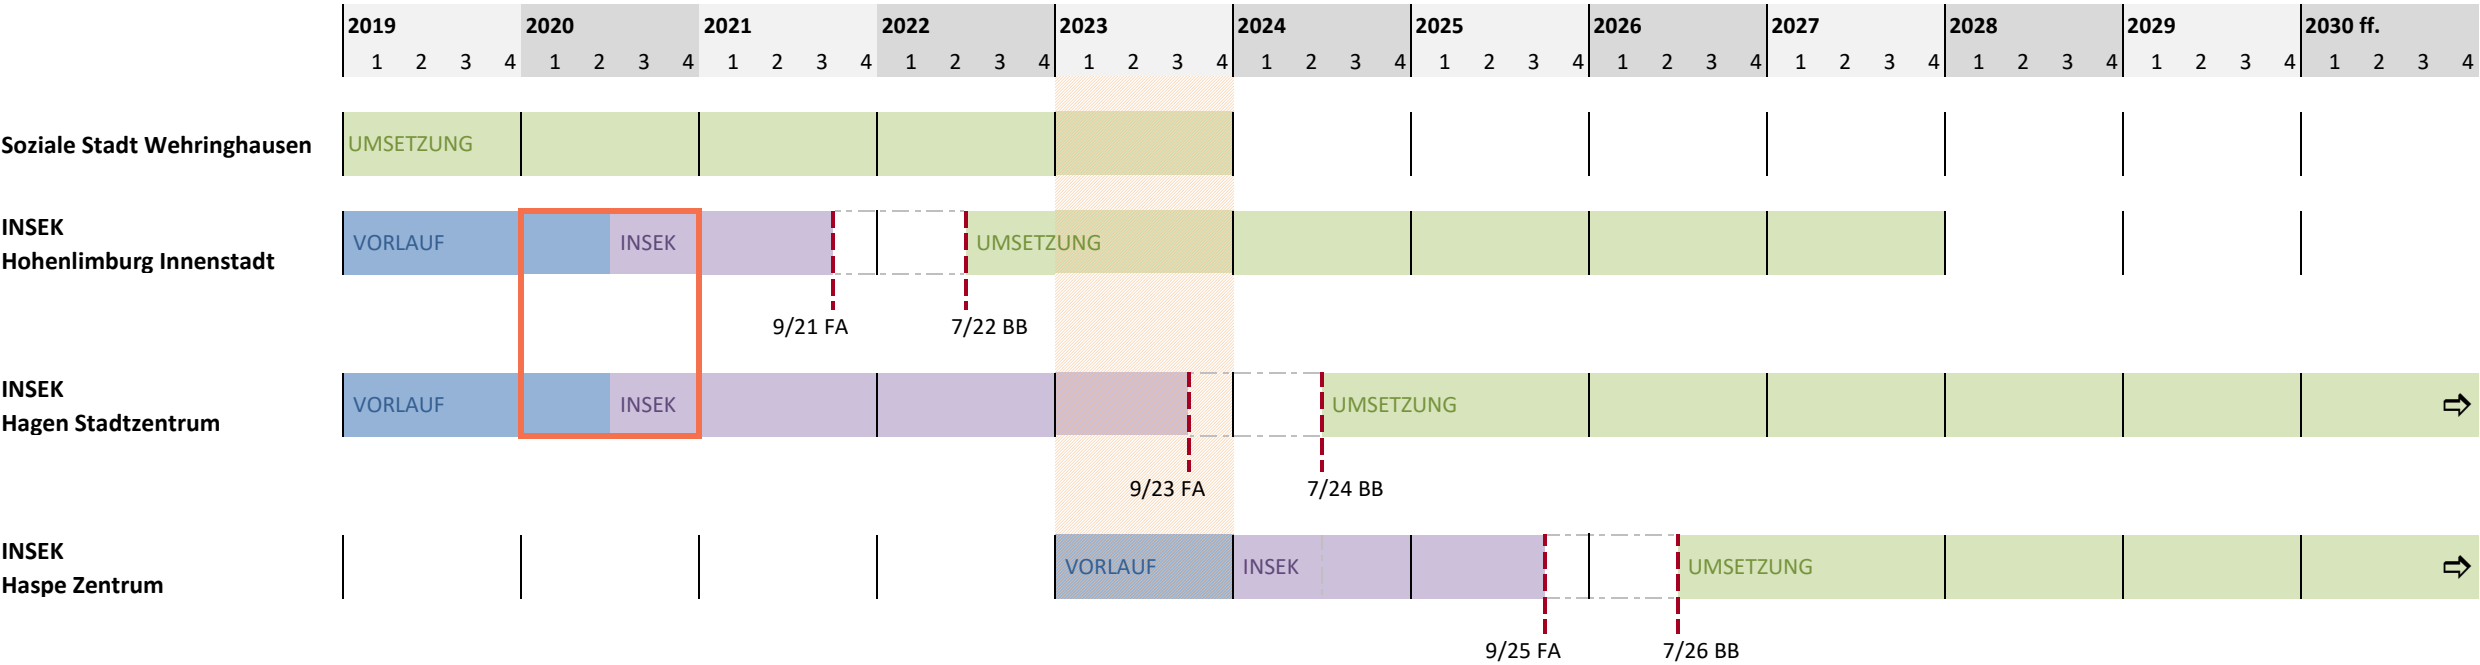 2019 2020 2021 2022 2023 2024 2025 2026 2027 2028 2029 2030 ff.
1 2 3 4 1 2 3 4 1 2 3 4 1 2 3 4 1 2 3 4 1 2 3 4 1 2 3 4 1 2 3 4 1 2 3 4 1 2 3 4 1 2 3 4 1 2 3 4
Soziale Stadt Wehringhausen UMSETZUNG
INSEK
Hohenlimburg Innenstadt
VORLAUF INSEK UMSETZUNG
9/21 FA 7/22 BB
INSEK
Hagen Stadtzentrum
VORLAUF INSEK UMSETZUNG
9/23 FA 7/24 BB
INSEK
Haspe Zentrum
VORLAUF INSEK UMSETZUNG
9/25 FA 7/26 BB